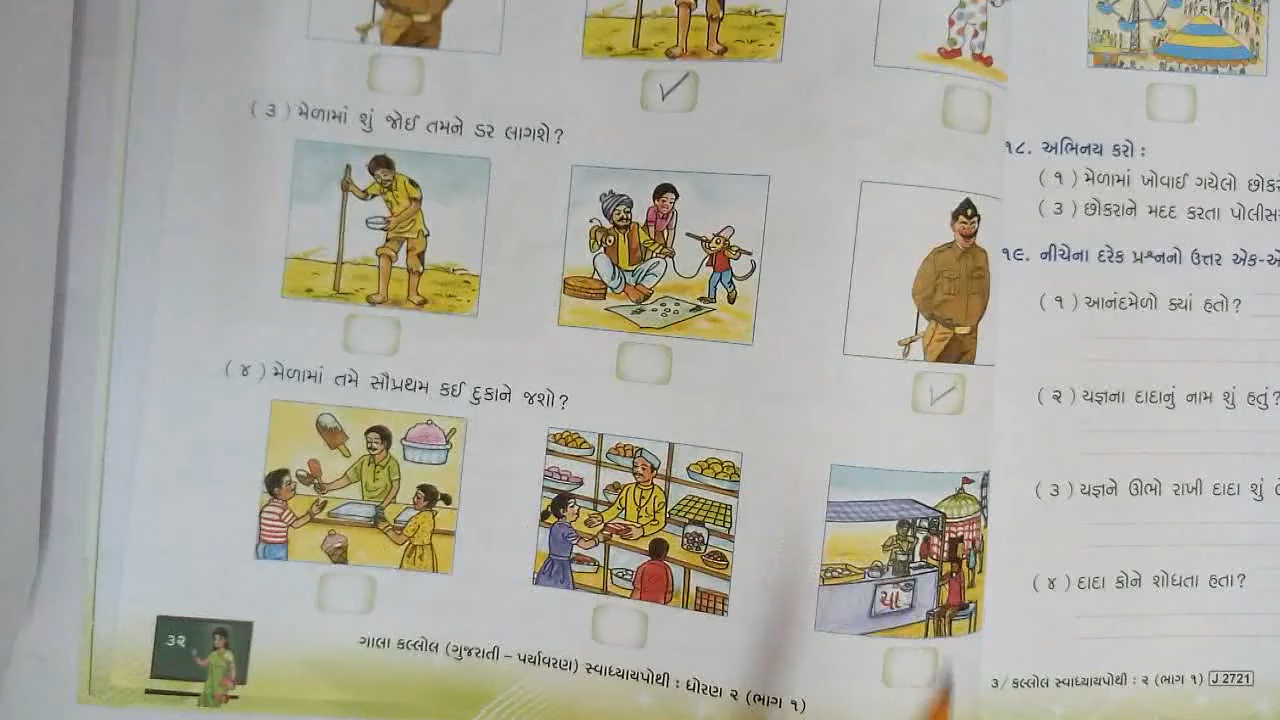 ( ૩ ) મેળામાં શું જોઈ તમને ડર લાગશે ?
( ૪ ) મેળામાં તમે સૌપ્રથમ કઈ દુકાને જશો ?
ચા
૩૨
ગાલા કલ્લોલ (ગુજરાતી – પર્યાવરણ) સ્વાધ્યાયપોથી : ધોરણ ૨ (ભાગ ૧)
૧૮. અભિનય કરો :
( ૧ ) મેળામાં ખોવાઈ ગયેલો
( ૩ ) છોકરાને મદદ કરતા
૧૯. નીચેના દરેક પ્રશ્નનો ઉત્તર
( ૧ ) આનંદમેળો ક્યાં હતો ?
( ૨ ) યજ્ઞના દાદાનું નામ શું હતું ?
( ૩ ) યજ્ઞને ઊભો રાખી દાદા શું
( ૪ ) દાદા કોને શોધતા હતા ?
3 / કલ્લોલ સ્વાધ્યાયપોથી : ૨ (ભાગ ૧) J 2721